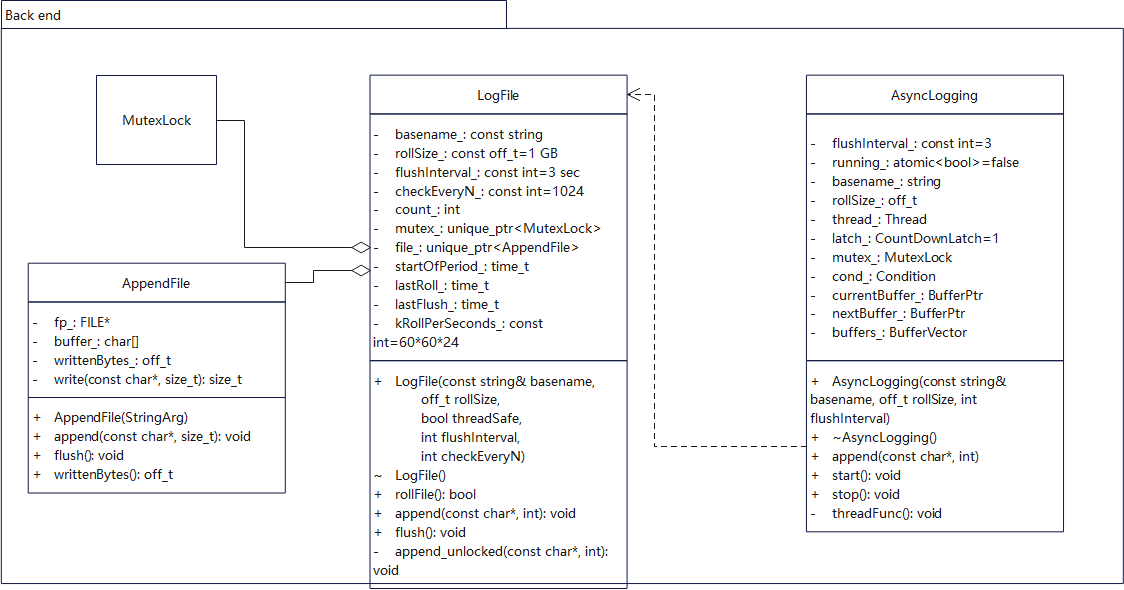 Back end
MutexLock
LogFile
- basename_: const string
- rollSize_: const off_t=1 GB
- flushInterval_: const int=3 sec
- checkEveryN_: const int=1024
- count_: int
- mutex_: unique_ptr<MutexLock>
- file_: unique_ptr<AppendFile>
- startOfPeriod_: time_t
- lastRoll_: time_t
- lastFlush_: time_t
- kRollPerSeconds_: const
int=60*60*24
+ LogFile(const string& basename,
off_t rollSize,
bool threadSafe,
int flushInterval,
int checkEveryN)
~ LogFile()
+ rollFile(): bool
+ append(const char*, int): void
+ flush(): void
- append_unlocked(const char*, int):
void
AppendFile
- fp_: FILE*
- buffer_: char[]
- writtenBytes_: off_t
- write(const char*, size_t): size_t
+ AppendFile(StringArg)
+ append(const char*, size_t): void
+ flush(): void
+ writtenBytes(): off_t
AsyncLogging
- flushInterval_: const int=3
- running_: atomic<bool>=false
- basename_: string
- rollSize_: off_t
- thread_: Thread
- latch_: CountDownLatch=1
- mutex_: MutexLock
- cond_: Condition
- currentBuffer_: BufferPtr
- nextBuffer_: BufferPtr
- buffers_: BufferVector
+ AsyncLogging(const string&
basename, off_t rollSize, int
flushInterval)
+ ~AsyncLogging()
+ append(const char*, int)
+ start(): void
+ stop(): void
- threadFunc(): void